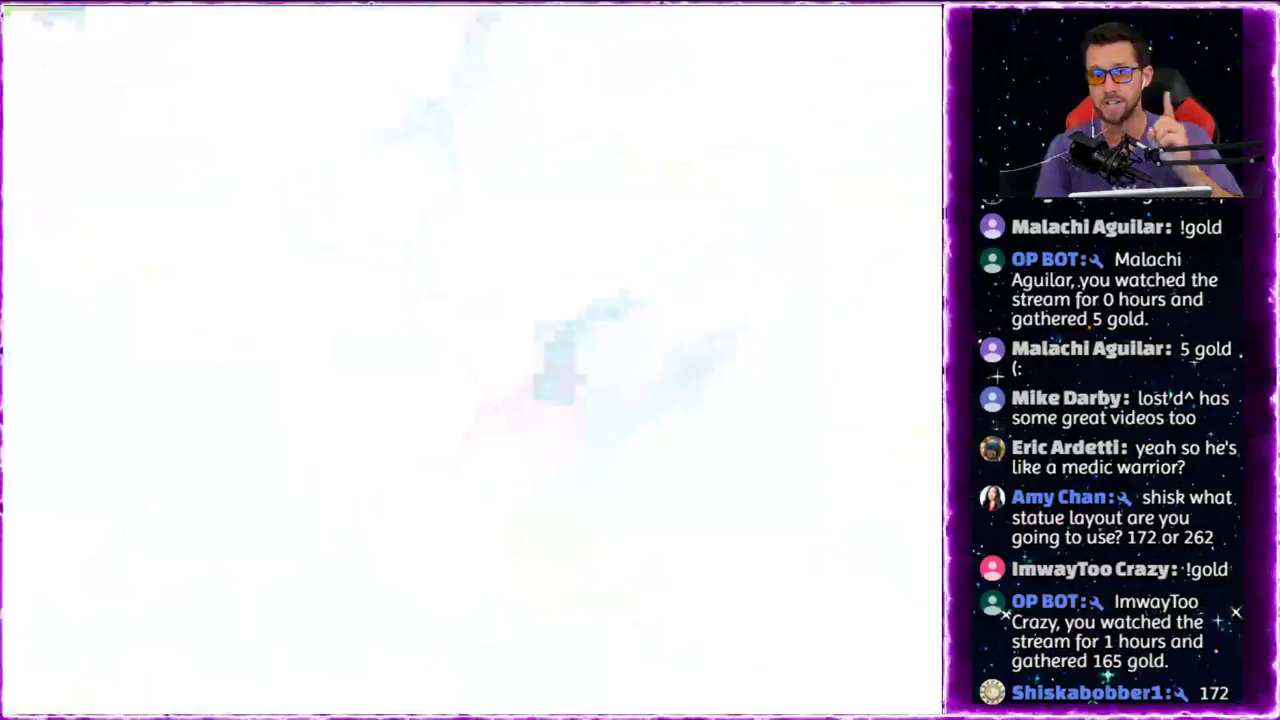 Malachi Aguilar: !gold
OP BOT: Malachi
Aguilar, you watched the
stream for 0 hours and
gathered 5 gold.
Malachi Aguilar: 5 gold
(:
Mike Darby: lost'd^ has
some great videos too
Eric Ardetti: yeah so he's
like a medic warrior?
Amy Chan: shisk what
statue layout are you
going to use? 172 or 262
ImwayToo Crazy: !gold
OP BOT: ImwayToo
Crazy, you watched the
stream for 1 hours and
gathered 165 gold.
Shiskabobber1: 172